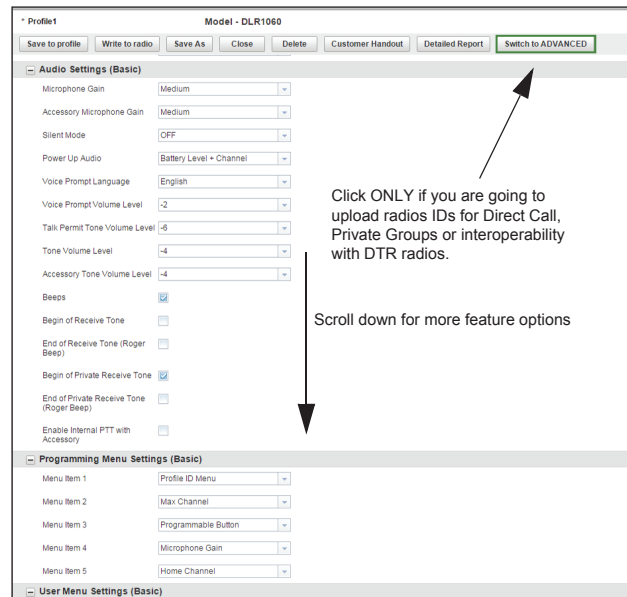 * Profile1 Model - DLR1060
Save to profile Write to radio Save As Close Delete Customer Handout Detailed Report Switch to ADVANCED
Audio Settings (Basic)
Microphone Gain Medium
Accessory Microphone Gain Medium
Silent Mode OFF
Power Up Audio Battery Level + Channel
Voice Prompt Language English
Voice Prompt Volume Level -2
Talk Permit Tone Volume Level -6
Tone Volume Level -4
Accessory Tone Volume Level -4
Beeps
Begin of Receive Tone
End of Receive Tone (Roger
Beep)
Begin of Private Receive Tone
End of Private Receive Tone
(Roger Beep)
Enable Internal PTT with
Accessory
Click ONLY if you are going to
upload radios IDs for Direct Call,
Private Groups or interoperability
with DTR radios.
Scroll down for more feature options
Programming Menu Settings (Basic)
Menu Item 1 Profile ID Menu
Menu Item 2 Max Channel
Menu Item 3 Programmable Button
Menu Item 4 Microphone Gain
Menu Item 5 Home Channel
User Menu Settings (Basic)